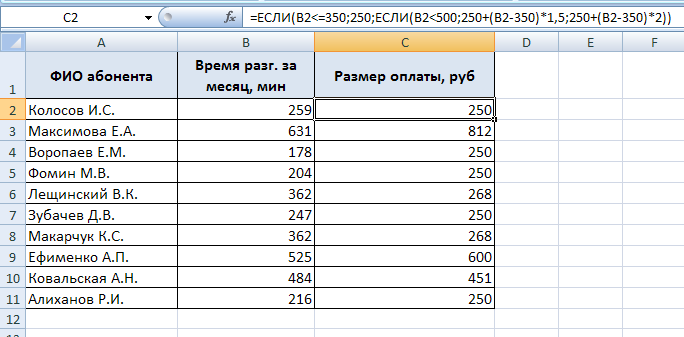 C2 fx =ЕСЛИ(B2<=350;250;ЕСЛИ(B2<500;250+(B2-350)*1,5;250+(B2-350)*2))
A B C D E F
1 ФИО абонента Время разг. за месяц, мин Размер оплаты, руб
2 Колосов И.С. 259 250
3 Максимова Е.А. 631 812
4 Воропаев Е.М. 178 250
5 Фомин М.В. 204 250
6 Лещинский В.К. 362 268
7 Зубачев Д.В. 247 250
8 Макарчук К.С. 362 268
9 Ефименко А.П. 525 600
10 Ковальская А.Н. 484 451
11 Алиханов Р.И. 216 250
12